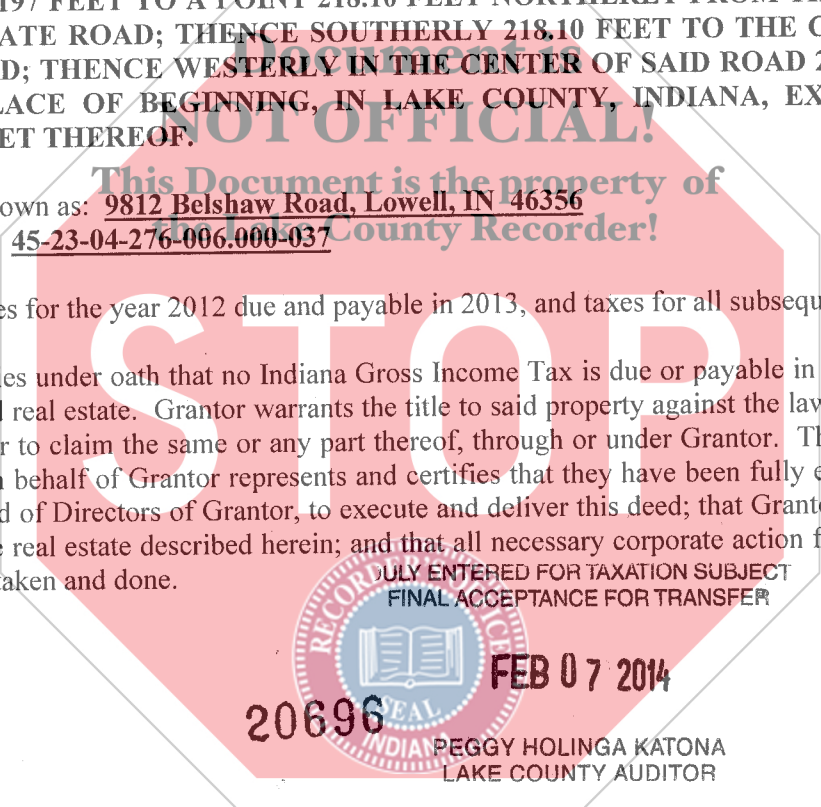 197 FEET TO A POINT 218.10 FEET NORTHERLY FROM
ATE ROAD; THENCE SOUTHERLY 218.10 FEET TO THE C
Document is
D; THENCE WESTERLY IN THE CENTER OF SAID ROAD 2
LACE OF BEGINNING, IN LAKE COUNTY, INDIANA, EX
NOT OFFICIAL!
ET THEREOF.
This Document is the property of
own as: 9812 Belshaw Road, Lowell, IN 46356
the Lake County Recorder!
45-23-04-276-006.000-037
es for the year 2012 due and payable in 2013, and taxes for all subsequ
STOP
les under oath that no Indiana Gross Income Tax is due or payable in
l real estate. Grantor warrants the title to said property against the law
r to claim the same or any part thereof, through or under Grantor. Th
n behalf of Grantor represents and certifies that they have been fully e
d of Directors of Grantor, to execute and deliver this deed; that Granto
e real estate described herein; and that all necessary corporate action f
taken and done.
DULY ENTERED FOR TAXATION SUBJECT
FINAL ACCEPTANCE FOR TRANSFER
RECORDER'S OFFICE
SEAL
INDIANA
FEB 07 2014
20696
PEGGY HOLINGA KATONA
LAKE COUNTY AUDITOR